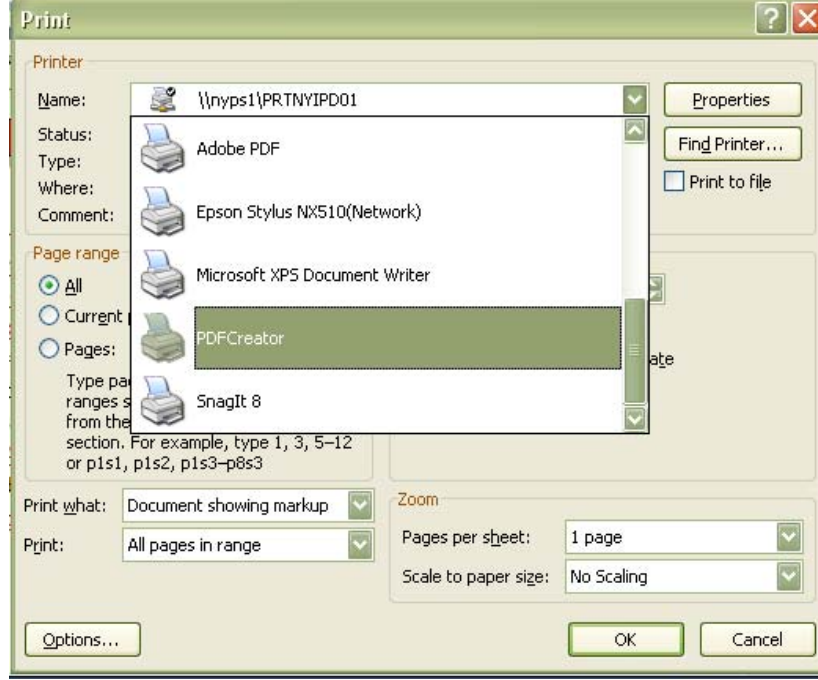 Print
Printer
Name:
\\nyps1\PRTNYIPD01
Properties
Status:
Adobe PDF
Find Printer...
Type:
Where:
Print to file
Comment:
Epson Stylus NX510(Network)
Page range
Microsoft XPS Document Writer
All
Current
PDFCreator
Pages:
Type
ranges
SnagIt 8
from the
section. For example, type 1, 3, 5–12
or p1s1, p1s2, p1s3–p8s3
Print what:
Document showing markup
Print:
All pages in range
Zoom
Pages per sheet:
1 page
Scale to paper size:
No Scaling
Options...
OK
Cancel